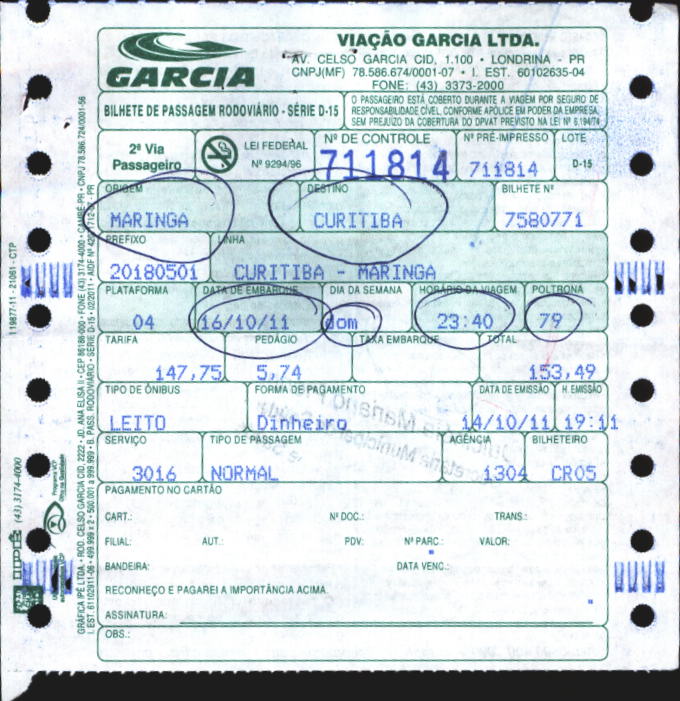 GARCIA
VIAÇÃO GARCIA LTDA.
AV. CELSO GARCIA CID, 1.100 • LONDRINA - PR
CNPJ(MF) 78.586.674/0001-07 • I. EST. 60102635-04
FONE: (43) 3373-2000
BILHETE DE PASSAGEM RODOVIÁRIO - SÉRIE D-15
O PASSAGEIRO ESTÁ COBERTO DURANTE A VIAGEM POR SEGURO DE
RESPONSABILIDADE CÍVEL, CONFORME APÓLICE EM PODER DA EMPRESA,
SEM PREJUÍZO DA COBERTURA DO DPVAT PREVISTO NA LEI Nº 6.194/74
2ª Via
Passageiro
LEI FEDERAL
Nº 9294/96
Nº DE CONTROLE
711814
Nº PRÉ-IMPRESSO
711814
LOTE
D-15
ORIGEM
MARINGA
DESTINO
CURITIBA
BILHETE Nº
7580771
PREFIXO
20180501
LINHA
CURITIBA - MARINGA
PLATAFORMA
04
DATA DE EMBARQUE
16/10/11
DIA DA SEMANA
dom
HORÁRIO DA VIAGEM
23:40
POLTRONA
79
TARIFA
147,75
PEDÁGIO
5,74
TAXA EMBARQUE
TOTAL
153,49
TIPO DE ÔNIBUS
LEITO
FORMA DE PAGAMENTO
Dinheiro
DATA DE EMISSÃO
14/10/11
H. EMISSÃO
19:11
SERVIÇO
3016
TIPO DE PASSAGEM
NORMAL
AGÊNCIA
1304
BILHETEIRO
CR05
PAGAMENTO NO CARTÃO
CART.: Nº DOC.: TRANS.:
FILIAL: AUT.: PDV: Nº PARC.: VALOR:
BANDEIRA: DATA VENC.:
RECONHEÇO E PAGAREI A IMPORTÂNCIA ACIMA.
ASSINATURA:
OBS.:
119877-11 - 21061 - CTP
(43) 3174-4000